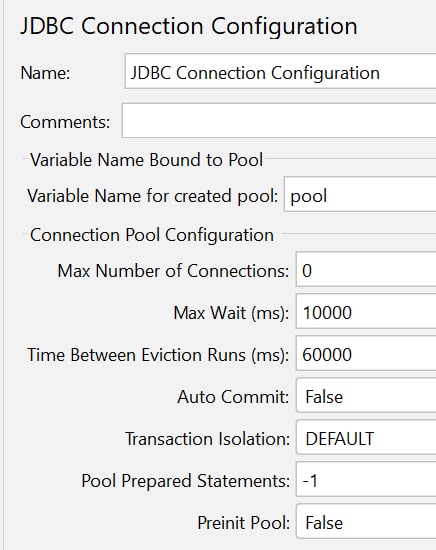 JDBC Connection Configuration
Name: JDBC Connection Configuration
Comments:
Variable Name Bound to Pool
Variable Name for created pool: pool
Connection Pool Configuration
Max Number of Connections: 0
Max Wait (ms): 10000
Time Between Eviction Runs (ms): 60000
Auto Commit: False
Transaction Isolation: DEFAULT
Pool Prepared Statements: -1
Preinit Pool: False